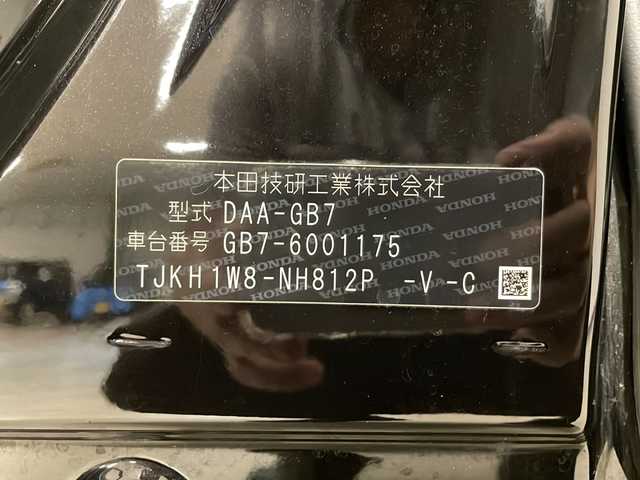 本田技研工業株式会社
型式 DAA-GB7
車台番号 GB7-6001175
TJKH1W8-NH812P -V -C